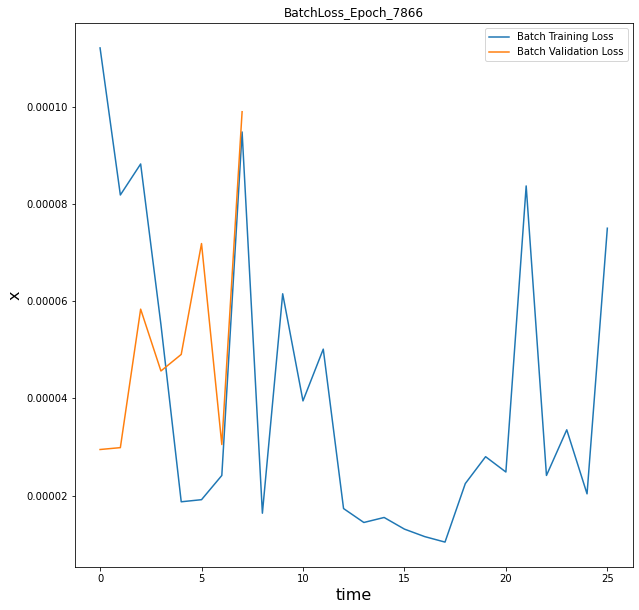 BatchLoss_Epoch_7866
Batch Training Loss
Batch Validation Loss
0.00010
0.00008
0.00006
0.00004
0.00002
x
0 5 10 15 20 25
time